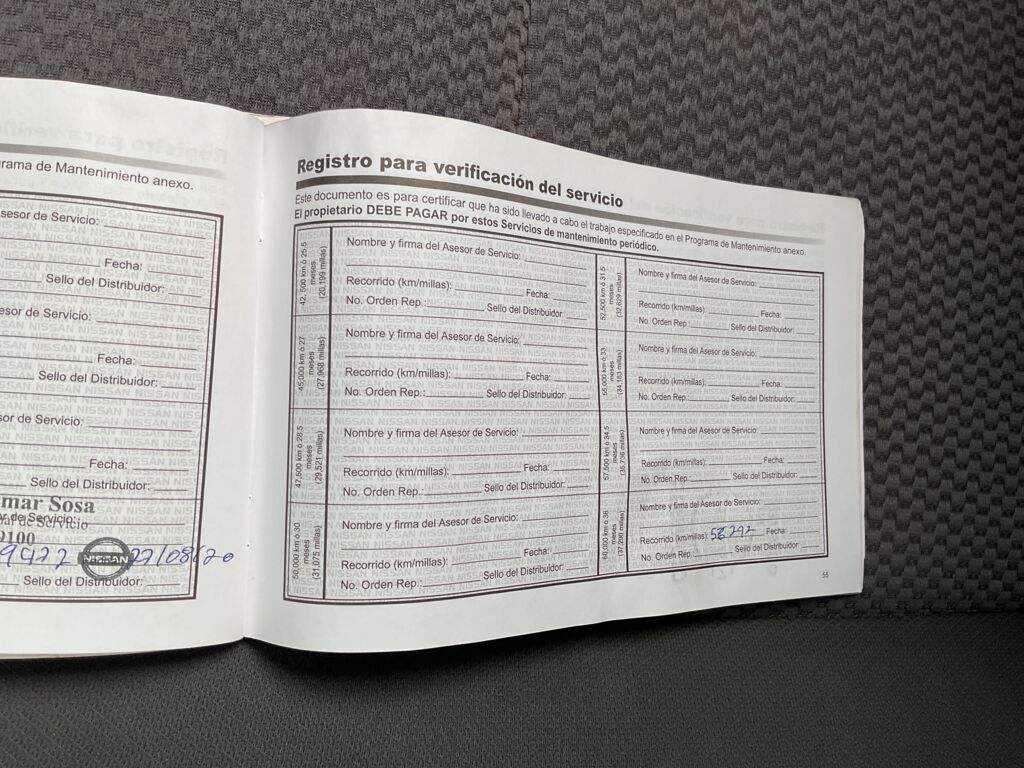 rama de Mantenimiento anexo.
sesor de Servicio:
Fecha:
Sello del Distribuidor:
esor de Servicio:
Fecha:
Sello del Distribuidor:
sor de Servicio:
Fecha:
Sello del Distribuidor:
mar Sosa
r de Servicio:
9100
NISSAN 22/08/20
Sello del Distribuidor:
Registro para verificación del servicio
Este documento es para certificar que ha sido llevado a cabo el trabajo especificado en el Programa de Mantenimiento anexo.
El propietario DEBE PAGAR por estos Servicios de mantenimiento periódico.
42,500 km ó 25.5
meses
(20,199 millas)
Nombre y firma del Asesor de Servicio:
Recorrido (km/millas): Fecha:
No. Orden Rep.: Sello del Distribuidor:
45,000 km ó 27
meses
(27,968 millas)
Nombre y firma del Asesor de Servicio:
Recorrido (km/millas): Fecha:
No. Orden Rep.: Sello del Distribuidor:
47,500 km ó 28.5
meses
(29,521 millas)
Nombre y firma del Asesor de Servicio:
Recorrido (km/millas): Fecha:
No. Orden Rep.: Sello del Distribuidor:
50,000 km ó 30
meses
(31,075 millas)
Nombre y firma del Asesor de Servicio:
Recorrido (km/millas): Fecha:
No. Orden Rep.: Sello del Distribuidor:
52,500 km ó 31.5
meses
(32,629 millas)
Nombre y firma del Asesor de Servicio:
Recorrido (km/millas): Fecha:
No. Orden Rep.: Sello del Distribuidor:
55,000 km ó 33
meses
(34,183 millas)
Nombre y firma del Asesor de Servicio:
Recorrido (km/millas): Fecha:
No. Orden Rep.: Sello del Distribuidor:
57,500 km ó 34.5
meses
(35,736 millas)
Nombre y firma del Asesor de Servicio:
Recorrido (km/millas): Fecha:
No. Orden Rep.: Sello del Distribuidor:
60,000 km ó 36
meses
(37,290 millas)
Nombre y firma del Asesor de Servicio:
Recorrido (km/millas): 58,292 Fecha:
No. Orden Rep.: Sello del Distribuidor:
55